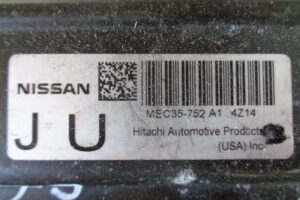 NISSAN
MEC35-752 A1 4Z14
J U
Hitachi Automotive Products
(USA) Inc